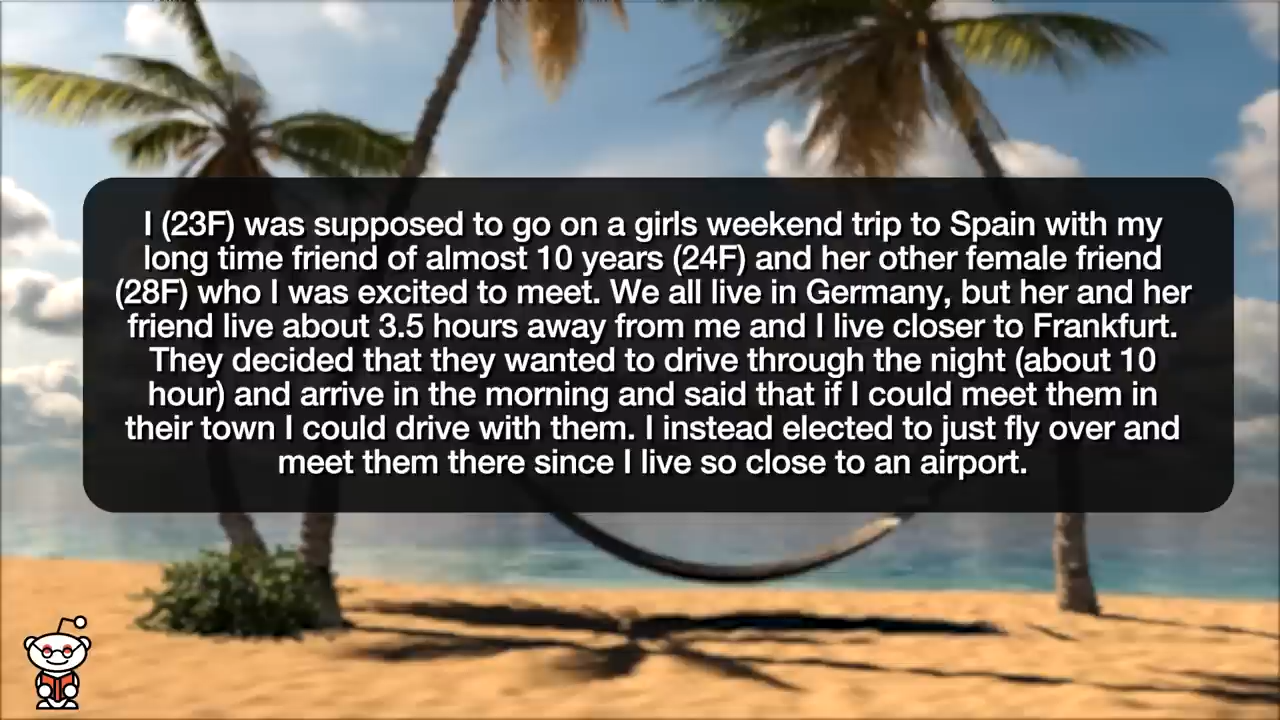 I (23F) was supposed to go on a girls weekend trip to Spain with my
long time friend of almost 10 years (24F) and her other female friend
(28F) who I was excited to meet. We all live in Germany, but her and her
friend live about 3.5 hours away from me and I live closer to Frankfurt.
They decided that they wanted to drive through the night (about 10
hour) and arrive in the morning and said that if I could meet them in
their town I could drive with them. I instead elected to just fly over and
meet them there since I live so close to an airport.